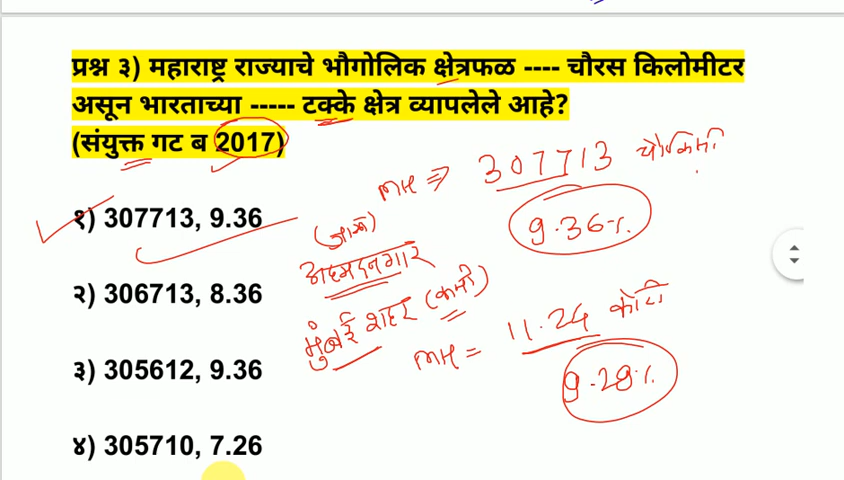 प्रश्न ३) महाराष्ट्र राज्याचे भौगोलिक क्षेत्रफळ ---- चौरस किलोमीटर
असून भारताच्या ----- टक्के क्षेत्र व्यापलेले आहे?
(संयुक्त गट ब 2017)
MH ⇒ 307713 चौ किमी
१) 307713, 9.36
9.36%
(जास्त)
अहमदनगर
२) 306713, 8.36
मुंबई शहर (कमी)
MH = 11.24 कोटी
३) 305612, 9.36
9.28%
४) 305710, 7.26